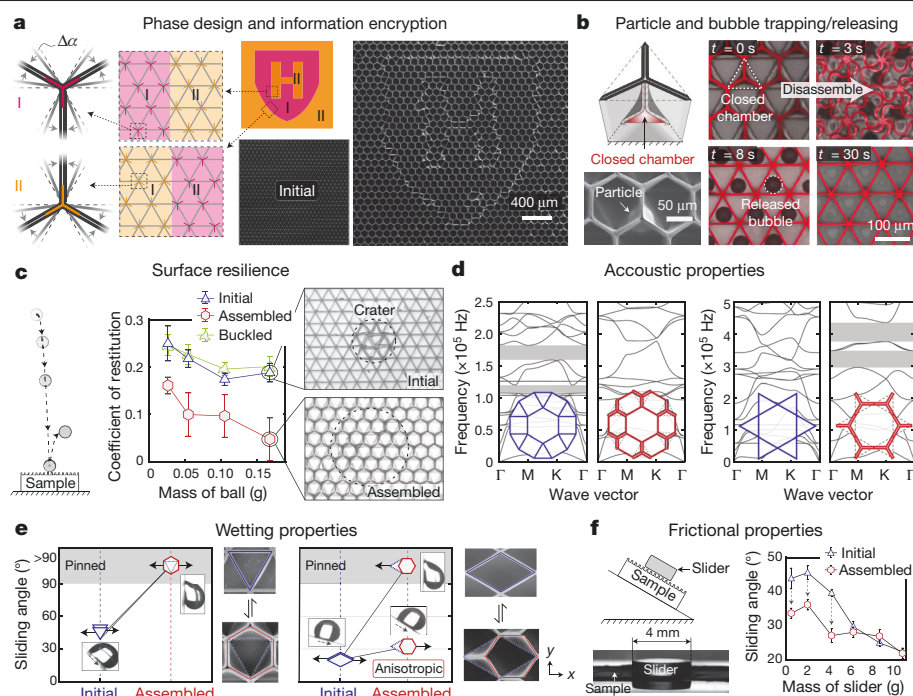 a Phase design and information encryption
Δα
I
II
I
II
I
II
II
I
II
Initial
400 μm
b Particle and bubble trapping/releasing
Closed chamber
Particle
50 μm
t = 0 s
Closed
chamber
t = 3 s
Disassemble
t = 8 s
Released
bubble
t = 30 s
100 μm
c Surface resilience
Sample
Coefficient of restitution
0.3
0.2
0.1
0
Initial
Assembled
Buckled
0 0.05 0.10 0.15
Mass of ball (g)
Crater
Intial
Assembled
d Accoustic properties
Frequency (× 10⁵ Hz)
2.5
2.0
1.5
1.0
0.5
0
Γ M K Γ
Γ M K Γ
Wave vector
Frequency (× 10⁵ Hz)
5
4
3
2
1
0
Γ M K Γ
Γ M K Γ
Wave vector
e Wetting properties
Sliding angle (°)
>90
90
60
30
0
Pinned
Initial Assembled
Pinned
Anisotropic
Initial Assembled
y
x
f Frictional properties
Slider
Sample
4 mm
Slider
Sample
Sliding angle (°)
50
40
30
20
Initial
Assembled
0 2 4 6 8 10
Mass of slider (g)